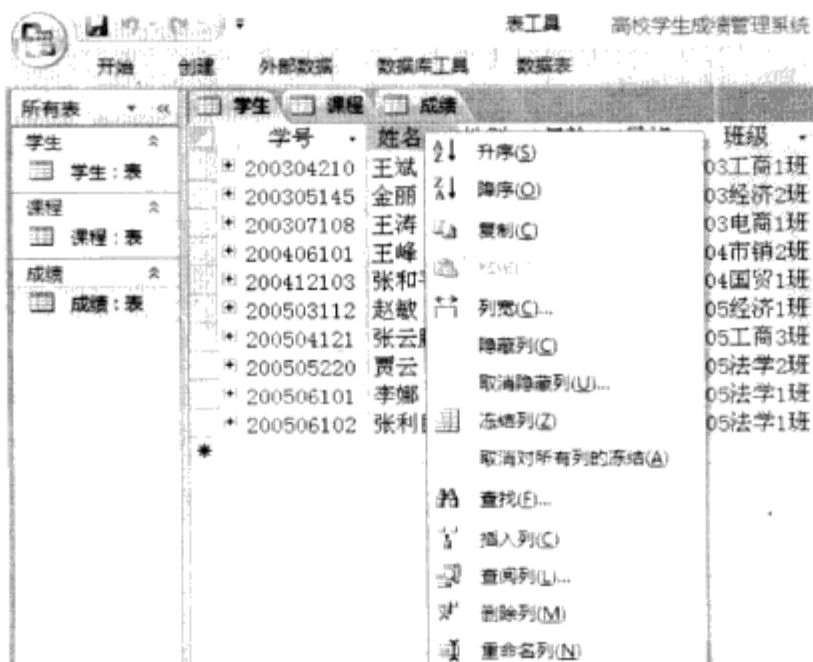 表工具 高校学生成绩管理系统
开始 创建 外部数据 数据库工具 数据表
所有表
学生
学生：表
课程
课程：表
成绩
成绩：表
学生 课程 成绩
学号 姓名 班级
200304210 王斌 03工商1班
200305145 金丽 03经济2班
200307108 王涛 03电商1班
200406101 王峰 04市销2班
200412103 张和 04国贸1班
200503112 赵敏 05经济1班
200504121 张云 05工商3班
200505220 贾云 05法学2班
200506101 李娜 05法学1班
200506102 张利 05法学1班
升序(S)
降序(O)
复制(C)
列宽(C)...
隐藏列(C)
取消隐藏列(U)...
冻结列(Z)
取消对所有列的冻结(A)
查找(F)...
插入列(C)
查阅列(L)...
删除列(M)
重命名列(N)